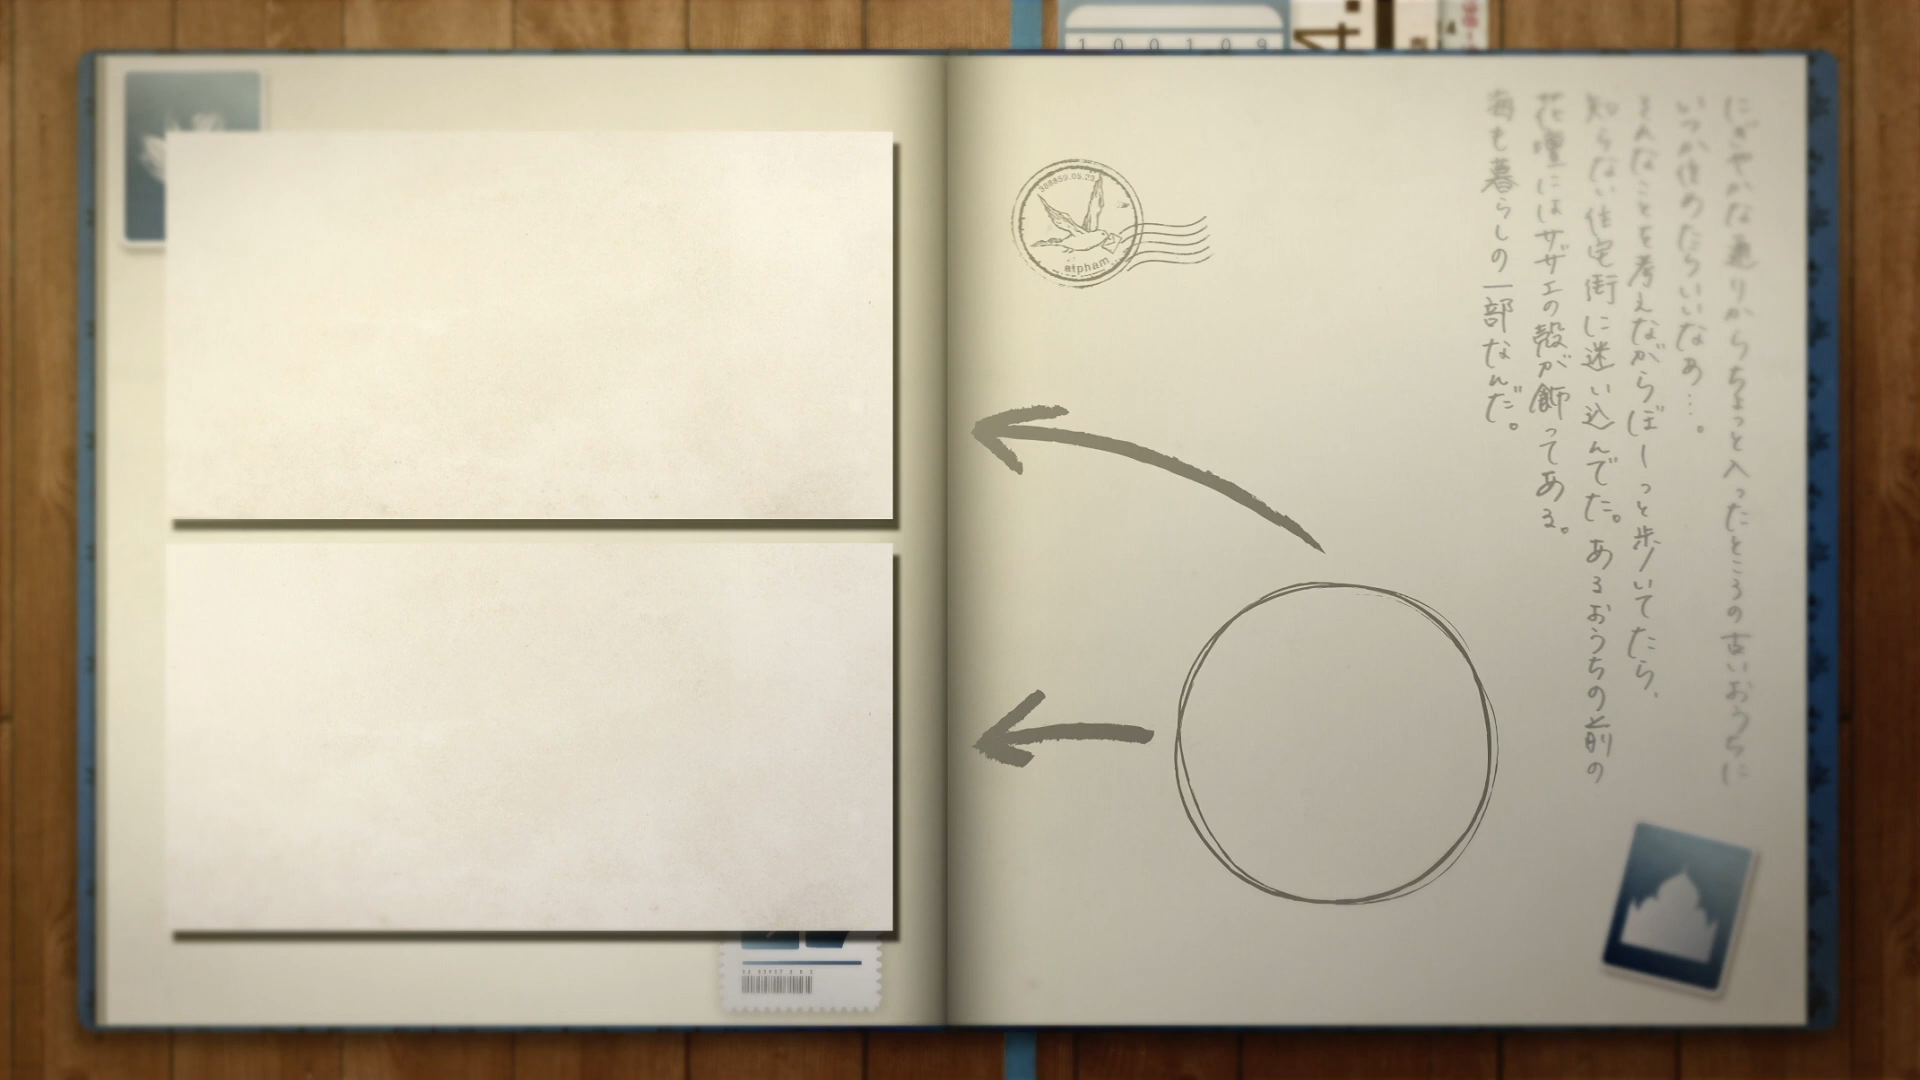 にぎやかな通りからちょっと入ったところの古いおうちに
いつか住めたらいいなぁ…。
そんなことを考えながらぼーっと歩いてたら、
知らない住宅街に迷い込んでた。あるおうちの前の
花壇にはサザエの殻が飾ってある。
海も暮らしの一部なんだ。
atpham
100109